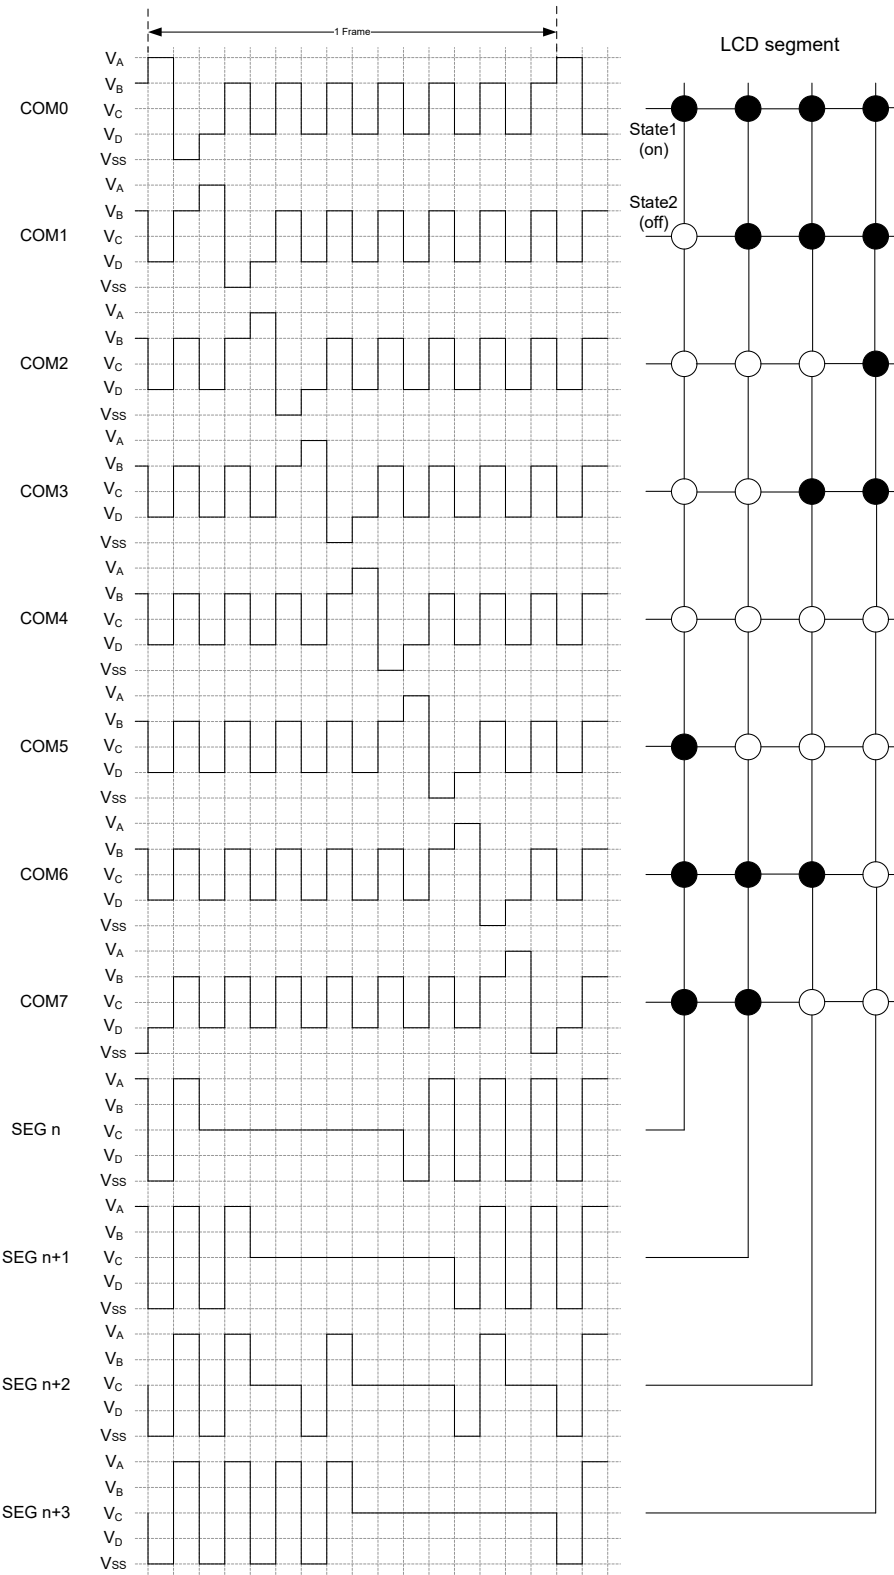 1 Frame
LCD segment
VA
VB
COM0
VC
VD
State1
(on)
VSS
VA
State2
(off)
VB
COM1
VC
VD
VSS
VA
VB
COM2
VC
VD
VSS
VA
VB
COM3
VC
VD
VSS
VA
VB
COM4
VC
VD
VSS
VA
VB
COM5
VC
VD
VSS
VA
VB
COM6
VC
VD
VSS
VA
VB
COM7
VC
VD
VSS
VA
VB
SEG n
VC
VD
VSS
VA
VB
SEG n+1
VC
VD
VSS
VA
VB
SEG n+2
VC
VD
VSS
VA
VB
SEG n+3
VC
VD
VSS